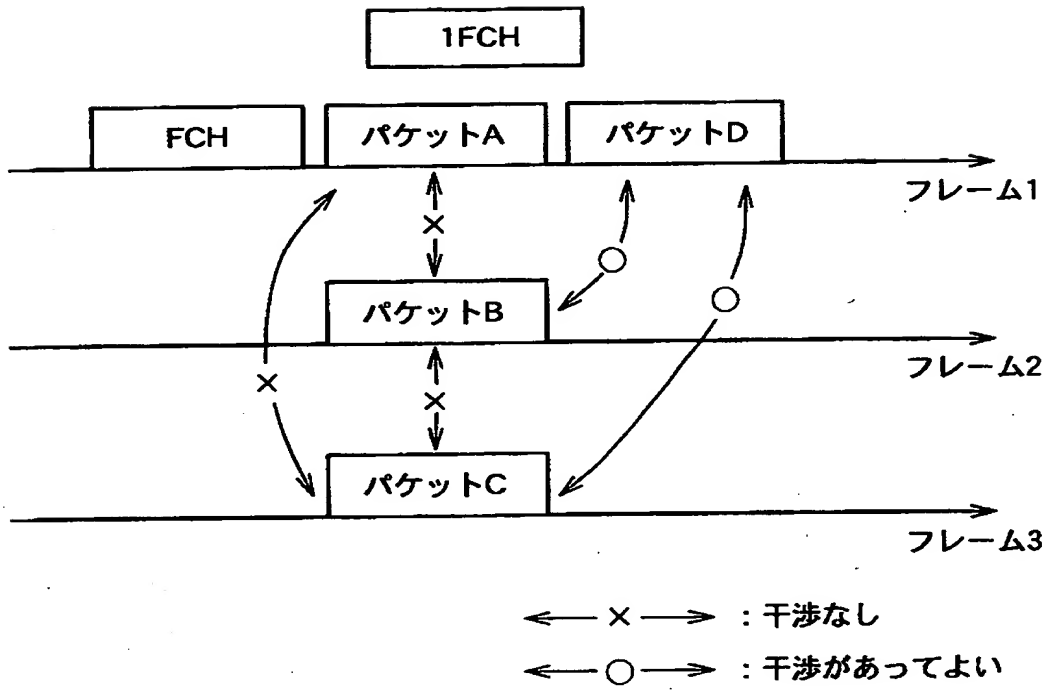 1FCH
FCH
パケットA
パケットD
フレーム1
×
○
パケットB
○
フレーム2
×
×
パケットC
フレーム3
× : 干渉なし
○ : 干渉があってよい